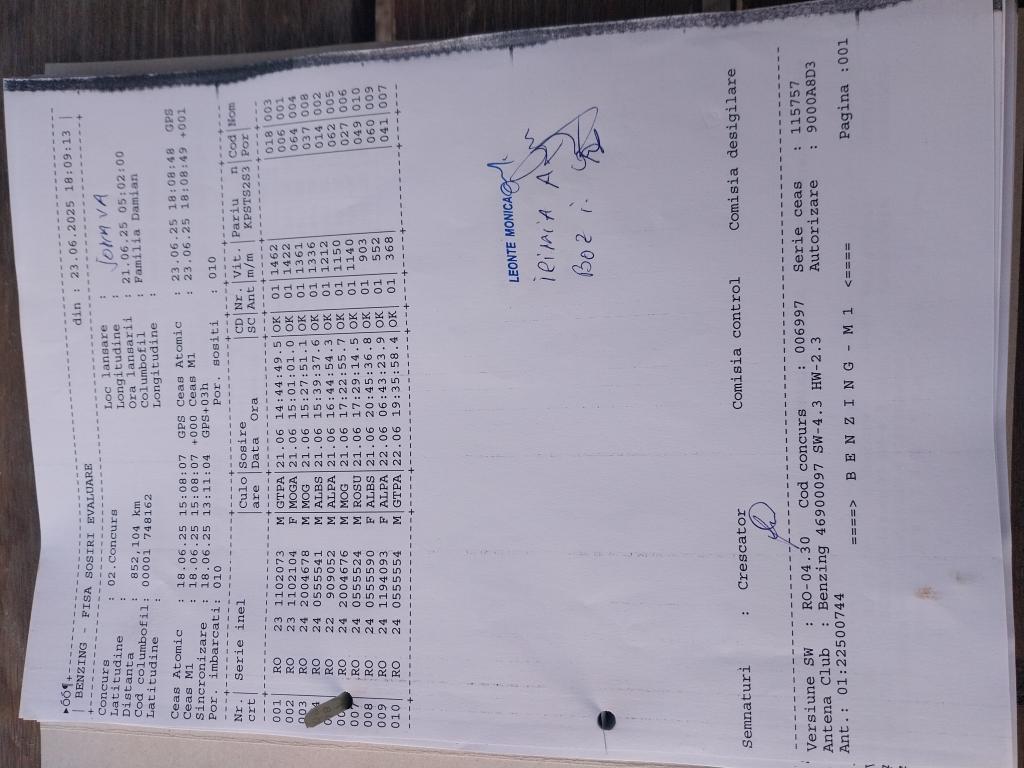 BENZING - FISA SOSIRI EVALUARE din : 23.06.2025 18:09:13
Concurs : 02.Concurs Loc lansare :
Latitudine : Longitudine :
Distanta : 852,104 km Ora lansarii : 21.06.25 05:02:00
Cod columbofil: 00001 748162 Columbofil : Familia Damian
Latitudine : Longitudine :
Ceas Atomic : 18.06.25 15:08:07 GPS Ceas Atomic : 23.06.25 18:08:48 GPS
Ceas M1 : 18.06.25 15:08:07 +000 Ceas M1 : 23.06.25 18:08:49 +001
Sincronizare : 18.06.25 13:11:04 GPS+03h
Por. imbarcati: 010 Por. sositi : 010
Nr. Serie inel Culo Sosire CD Nr. Vit. Pariu n Cod Nom
crt are Data Ora SC Ant m/m KPSTS2S3 Por
001 RO 23 1102073 M GTPA 21.06 14:44:49.5 OK 01 1462 018 003
002 RO 23 1102104 F MOGA 21.06 15:01:01.0 OK 01 1422 006 001
003 RO 24 2004678 M MOG 21.06 15:27:51.1 OK 01 1361 064 004
RO 24 0555541 M ALBS 21.06 15:39:37.6 OK 01 1336 037 008
RO 22 909052 M ALPA 21.06 16:44:54.3 OK 01 1212 014 002
RO 24 2004676 M MOG 21.06 17:22:55.7 OK 01 1150 062 005
RO 24 0555524 M ROSU 21.06 17:29:14.5 OK 01 1140 027 006
008 RO 24 0555590 F ALBS 21.06 20:45:36.8 OK 01 903 049 010
009 RO 24 1194093 F ALPA 22.06 06:43:23.9 OK 01 552 060 009
010 RO 24 0555554 M GTPA 22.06 19:35:58.4 OK 01 368 041 007
LEONTE MONICA
Boz i.
Semnaturi : Crescator Comisia control Comisia desigilare
Versiune SW : RO-04.30 Cod concurs : 006997 Serie ceas : 115757
Antena Club : Benzing 46900097 SW-4.3 HW-2.3 Autorizare : 9000A8D3
Ant.: 01:22500744
====> B E N Z I N G - M 1 <==== Pagina :001